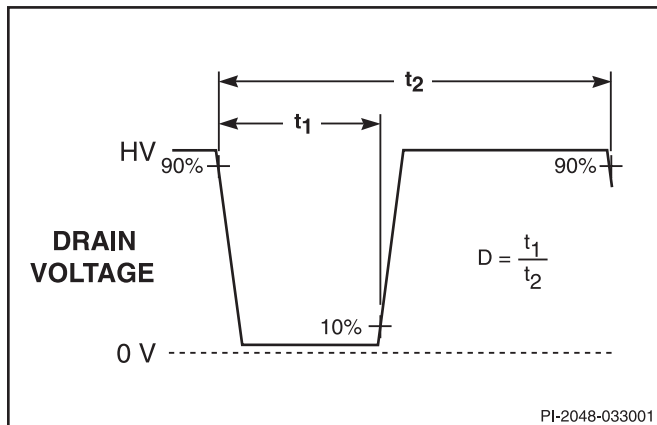 t2
t1
HV
90%
90%
DRAIN
VOLTAGE
D = t1/t2
10%
0 V
PI-2048-033001